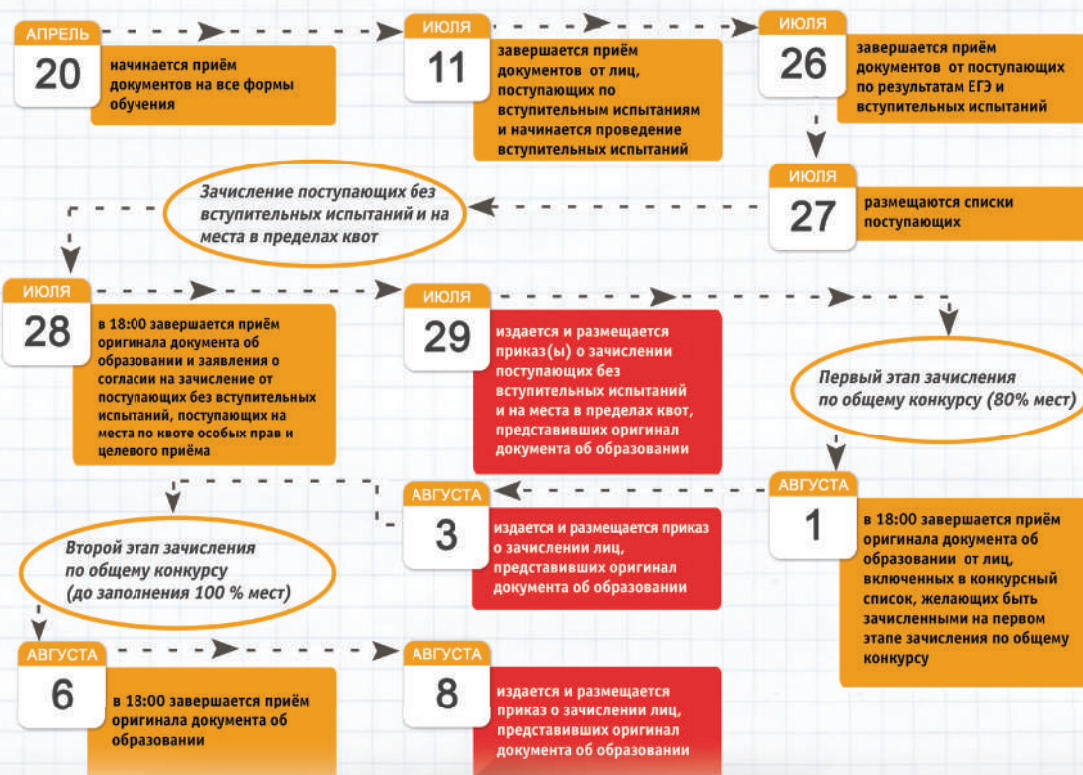 АПРЕЛЬ
20
начинается приём
документов на все формы
обучения
ИЮЛЯ
11
завершается приём
документов от лиц,
поступающих по
вступительным испытаниям
и начинается проведение
вступительных испытаний
ИЮЛЯ
26
завершается приём
документов от поступающих
по результатам ЕГЭ и
вступительных испытаний
ИЮЛЯ
27
размещаются списки
поступающих
Зачисление поступающих без
вступительных испытаний и на
места в пределах квот
ИЮЛЯ
28
в 18:00 завершается приём
оригинала документа об
образовании и заявления о
согласии на зачисление от
поступающих без вступительных
испытаний, поступающих на
места по квоте особых прав и
целевого приёма
ИЮЛЯ
29
издается и размещается
приказ(ы) о зачислении
поступающих без
вступительных испытаний
и на места в пределах квот,
представивших оригинал
документа об образовании
Первый этап зачисления
по общему конкурсу (80% мест)
АВГУСТА
1
в 18:00 завершается приём
оригинала документа об
образовании от лиц,
включенных в конкурсный
список, желающих быть
зачисленными на первом
этапе зачисления по общему
конкурсу
АВГУСТА
3
издается и размещается приказ
о зачислении лиц,
представивших оригинал
документа об образовании
Второй этап зачисления
по общему конкурсу
(до заполнения 100 % мест)
АВГУСТА
6
в 18:00 завершается приём
оригинала документа об
образовании
АВГУСТА
8
издается и размещается
приказ о зачислении лиц,
представивших оригинал
документа об образовании